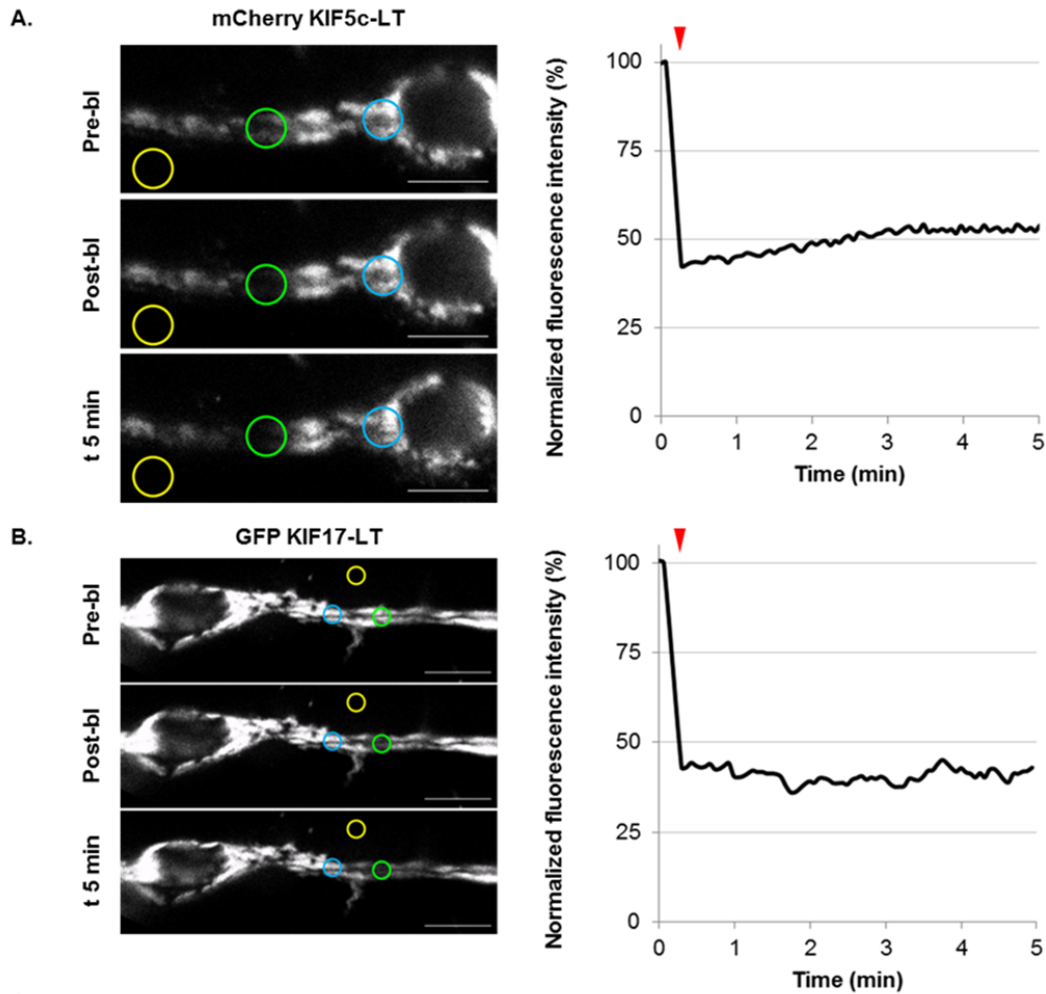 A.
mCherry KIF5c-LT
Pre-bl
Post-bl
t 5 min
Normalized fluorescence intensity (%)
100
75
50
25
0
0 1 2 3 4 5
Time (min)
B.
GFP KIF17-LT
Pre-bl
Post-bl
t 5 min
Normalized fluorescence intensity (%)
100
75
50
25
0
0 1 2 3 4 5
Time (min)